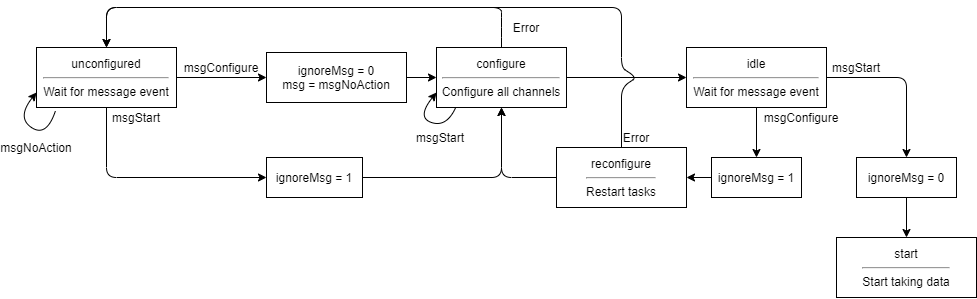 Error
unconfigured
Wait for message event
msgConfigure
ignoreMsg = 0
msg = msgNoAction
configure
Configure all channels
idle
Wait for message event
msgStart
msgNoAction
msgStart
msgStart
msgConfigure
Error
ignoreMsg = 1
reconfigure
Restart tasks
ignoreMsg = 1
ignoreMsg = 0
start
Start taking data